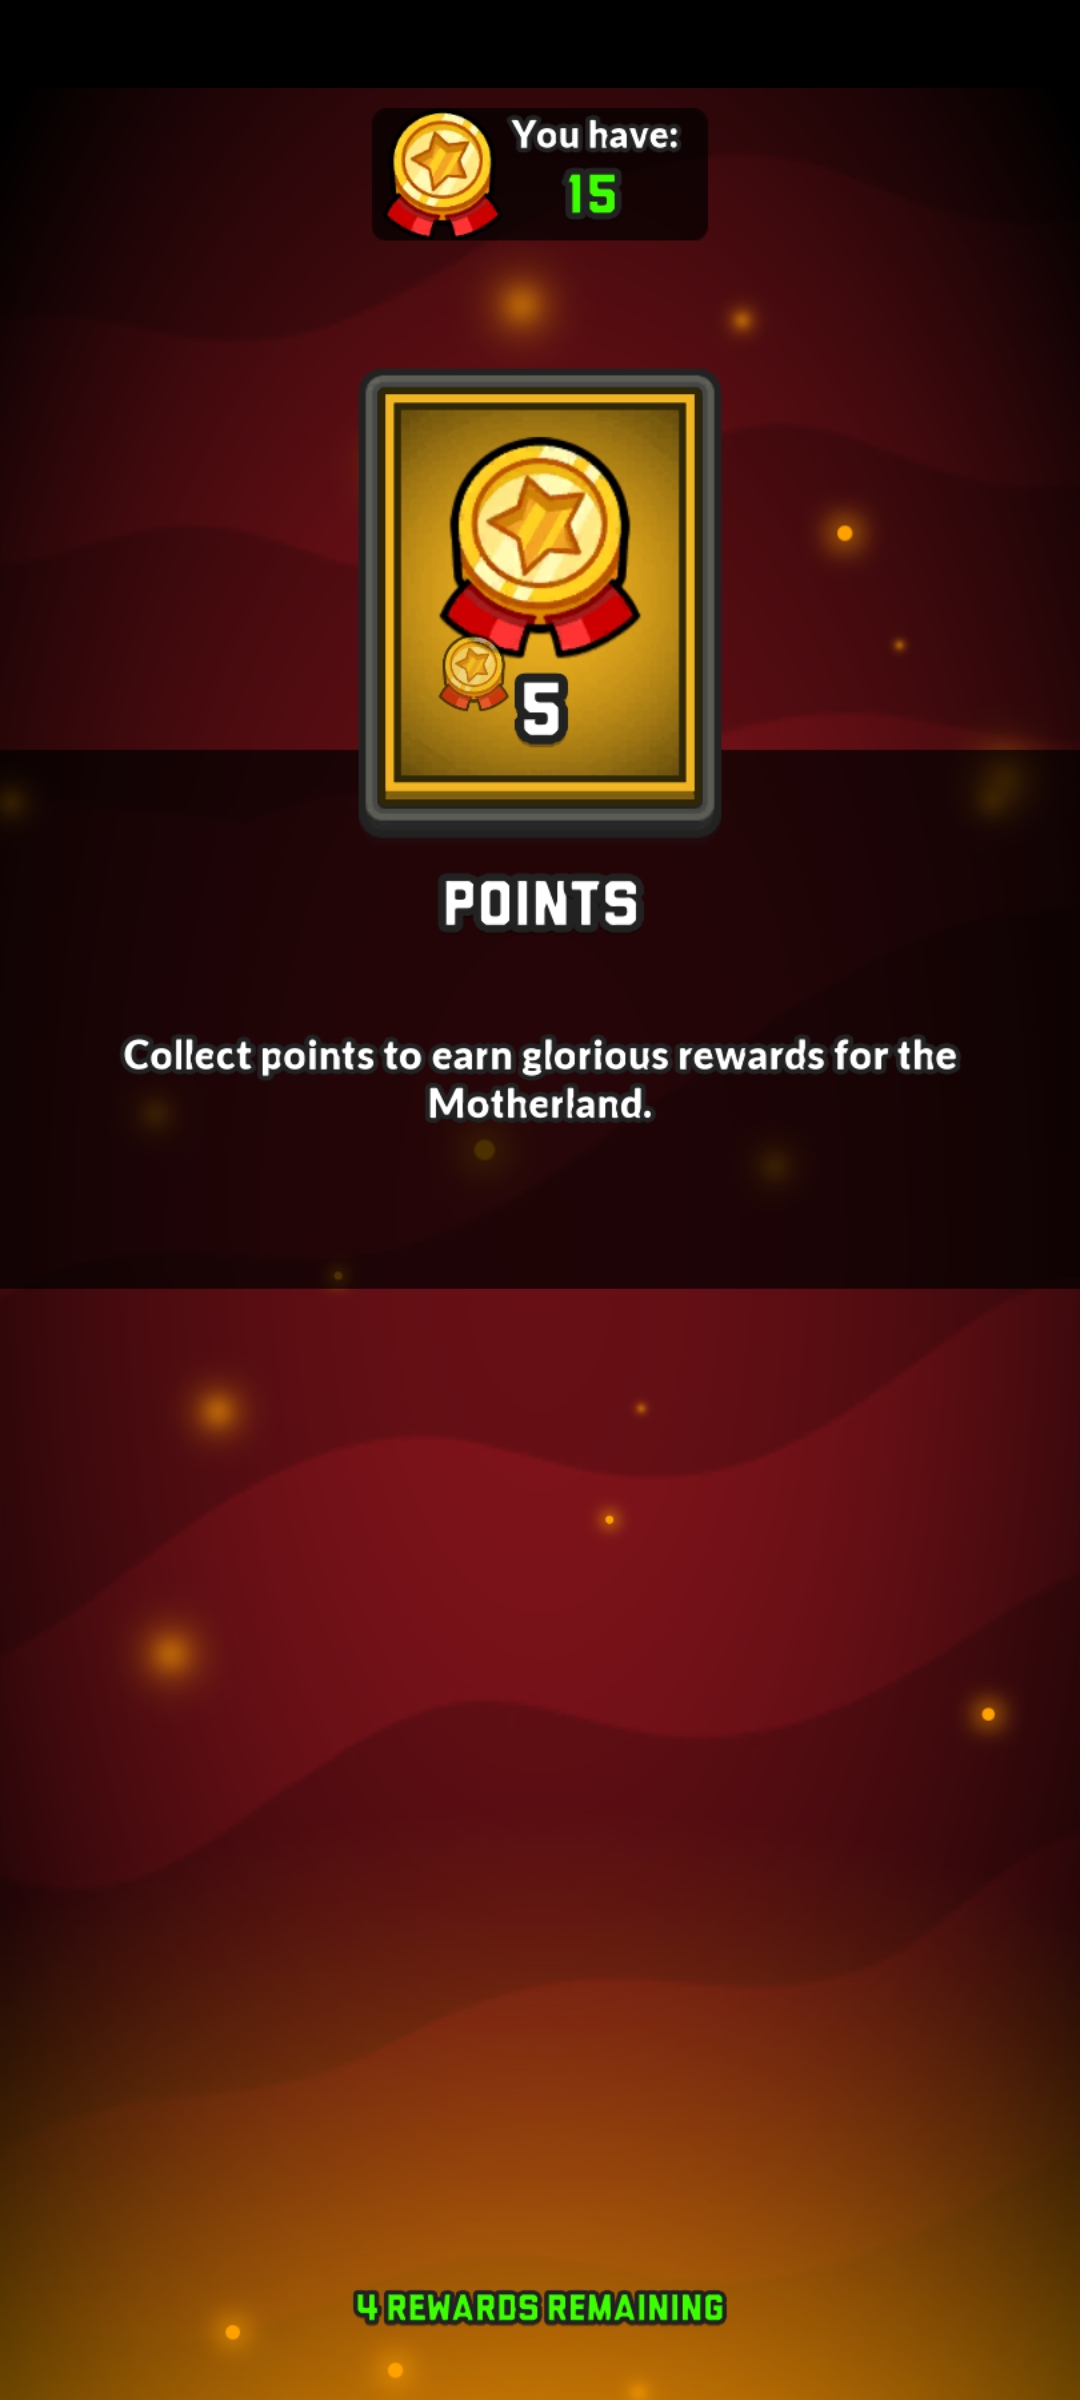 You have:
15
5
POINTS
Collect points to earn glorious rewards for the
Motherland.
4 REWARDS REMAINING